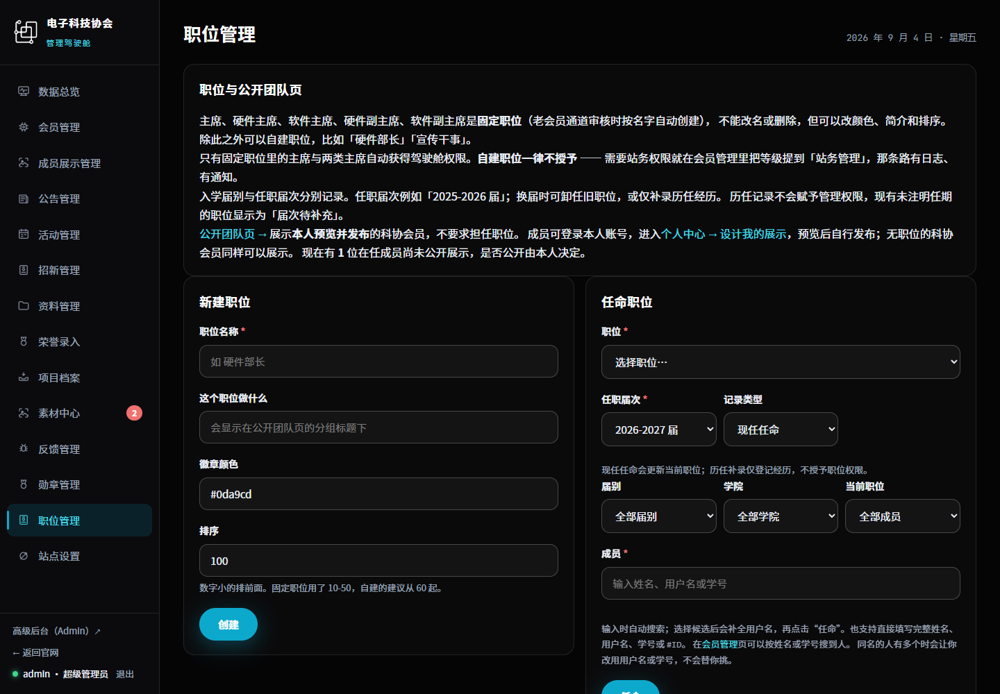 电子科技协会
管理驾驶舱
数据总览
会员管理
成员展示管理
公告管理
活动管理
招新管理
资料管理
荣誉录入
项目档案
素材中心
2
反馈管理
勋章管理
职位管理
站点设置
高级后台（Admin）↗
← 返回官网
admin · 超级管理员 退出
职位管理
2026 年 9 月 4 日 · 星期五
职位与公开团队页
主席、硬件主席、软件主席、硬件副主席、软件副主席是固定职位（老会员通道审核时按名字自动创建）， 不能改名或删除，但可以改颜色、简介和排序。
除此之外可以自建职位，比如「硬件部长」「宣传干事」。
只有固定职位里的主席与两类主席自动获得驾驶舱权限。自建职位一律不授予 —— 需要站务权限就在会员管理里把等级提到「站务管理」，那条路有日志、
有通知。
入学届别与任职届次分别记录。任职届次例如「2025-2026 届」；换届时可卸任旧职位，或仅补录历任经历。 历任记录不会赋予管理权限，现有未注明任期
的职位显示为「届次待补充」。
公开团队页 → 展示本人预览并发布的科协会员，不要求担任职位。 成员可登录本人账号，进入个人中心 → 设计我的展示，预览后自行发布；无职位的科协
会员同样可以展示。 现在有 1 位在任成员尚未公开展示，是否公开由本人决定。
新建职位
职位名称 *
如 硬件部长
这个职位做什么
会显示在公开团队页的分组标题下
徽章颜色
#0da9cd
排序
100
数字小的排前面。固定职位用了 10-50，自建的建议从 60 起。
创建
任命职位
职位 *
选择职位…
任职届次 * 记录类型
2026-2027 届 现任任命
现任任命会更新当前职位；历任补录仅登记经历，不授予职位权限。
届别 学院 当前职位
全部届别 全部学院 全部成员
成员 *
输入姓名、用户名或学号
输入时自动搜索；选择候选后会补全用户名，再点击“任命”。也支持直接填写完整姓名、
用户名、学号或 #ID。 在会员管理页可以按姓名或学号搜到人。 同名的人有多个时会让你
改用用户名或学号，不会替你挑。
任命